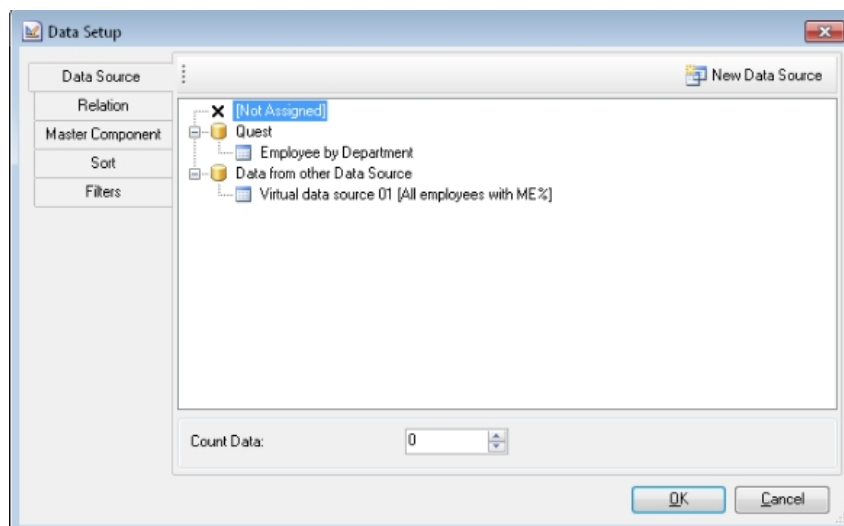 Data Setup
Data Source
New Data Source
Relation
Master Component
Sort
Filters
[Not Assigned]
Quest
Employee by Department
Data from other Data Source
Virtual data source 01 [All employees with ME%]
Count Data:
0
OK
Cancel